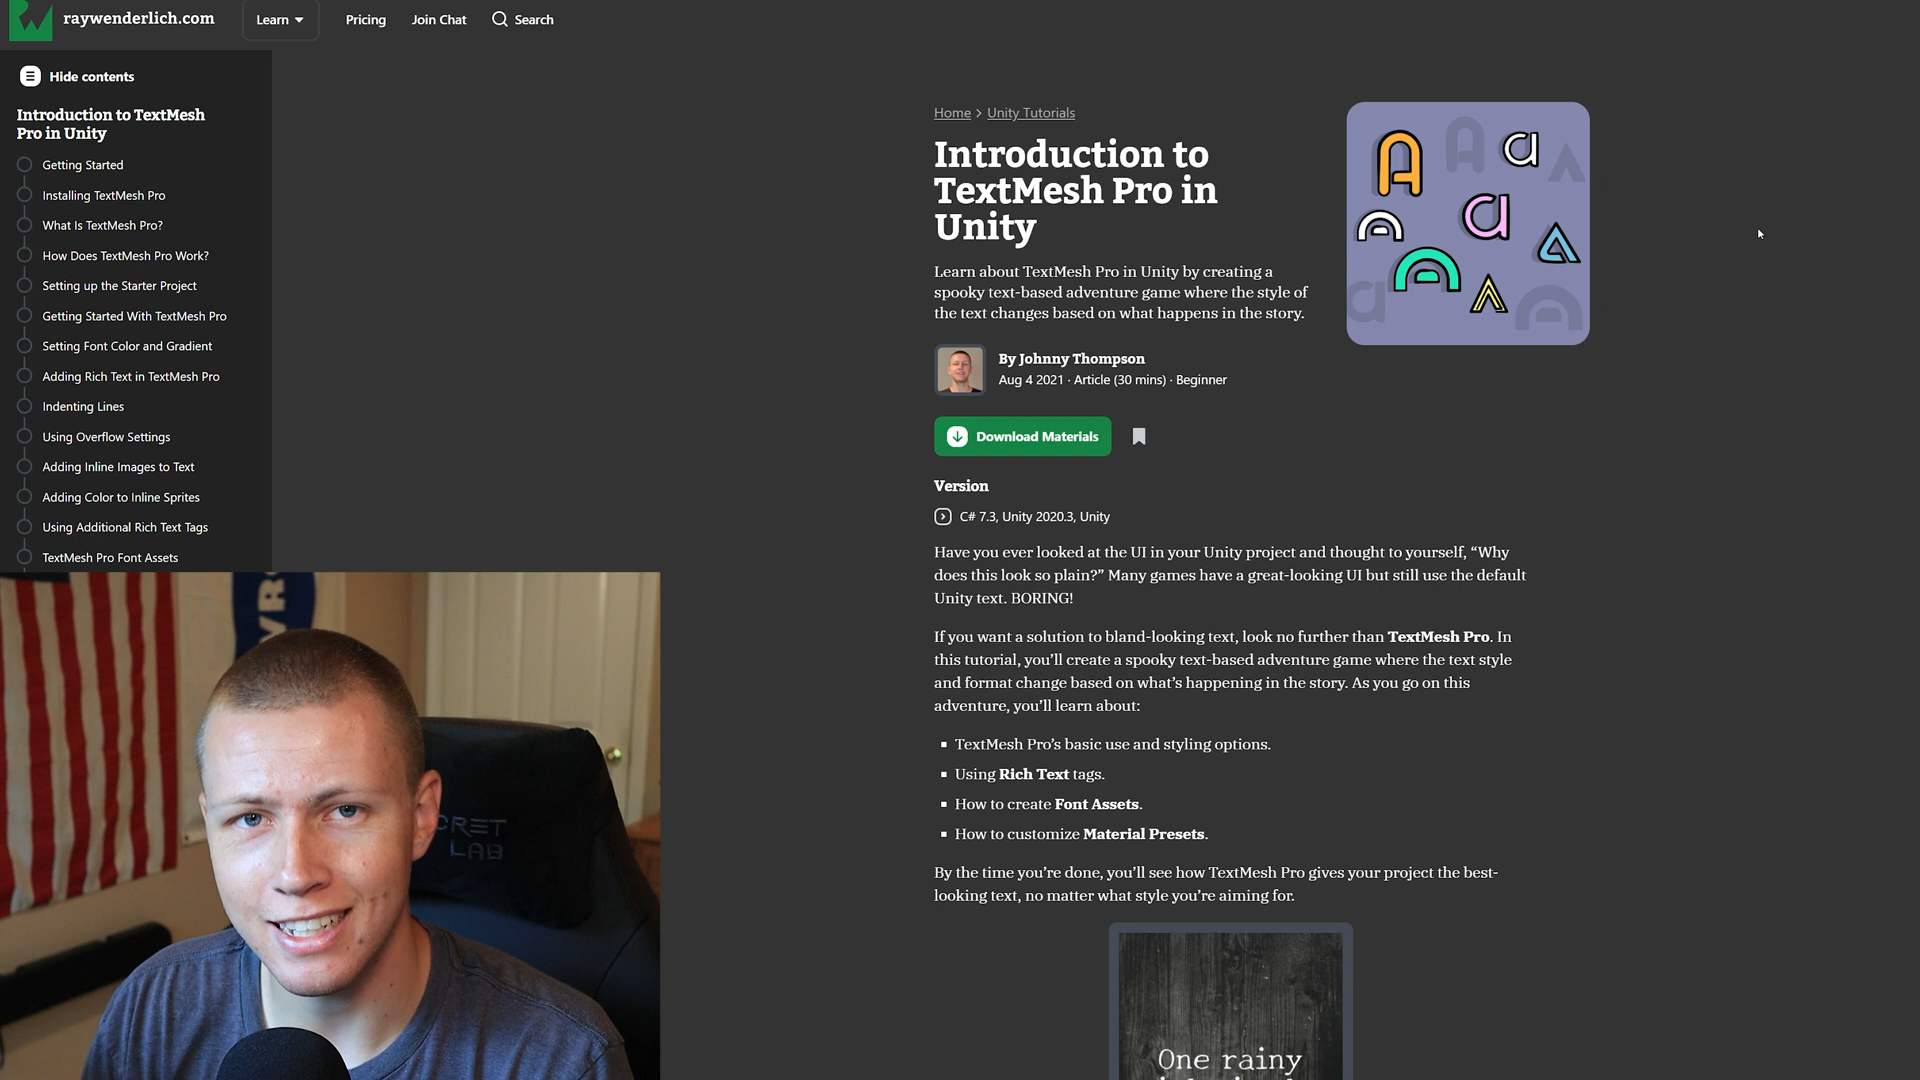 raywenderlich.com
Learn
Pricing
Join Chat
Search
Hide contents
Introduction to TextMesh
Pro in Unity
Getting Started
Installing TextMesh Pro
What Is TextMesh Pro?
How Does TextMesh Pro Work?
Setting up the Starter Project
Getting Started With TextMesh Pro
Setting Font Color and Gradient
Adding Rich Text in TextMesh Pro
Indenting Lines
Using Overflow Settings
Adding Inline Images to Text
Adding Color to Inline Sprites
Using Additional Rich Text Tags
TextMesh Pro Font Assets
Home > Unity Tutorials
Introduction to
TextMesh Pro in
Unity
Learn about TextMesh Pro in Unity by creating a
spooky text-based adventure game where the style of
the text changes based on what happens in the story.
By Johnny Thompson
Aug 4 2021 · Article (30 mins) · Beginner
Download Materials
Version
C# 7.3, Unity 2020.3, Unity
Have you ever looked at the UI in your Unity project and thought to yourself, “Why
does this look so plain?” Many games have a great-looking UI but still use the default
Unity text. BORING!
If you want a solution to bland-looking text, look no further than TextMesh Pro. In
this tutorial, you’ll create a spooky text-based adventure game where the text style
and format change based on what’s happening in the story. As you go on this
adventure, you’ll learn about:
TextMesh Pro’s basic use and styling options.
Using Rich Text tags.
How to create Font Assets.
How to customize Material Presets.
By the time you’re done, you’ll see how TextMesh Pro gives your project the best-
looking text, no matter what style you’re aiming for.
One rainy
A A a A
A a A
A A
a A
CRET
LAB